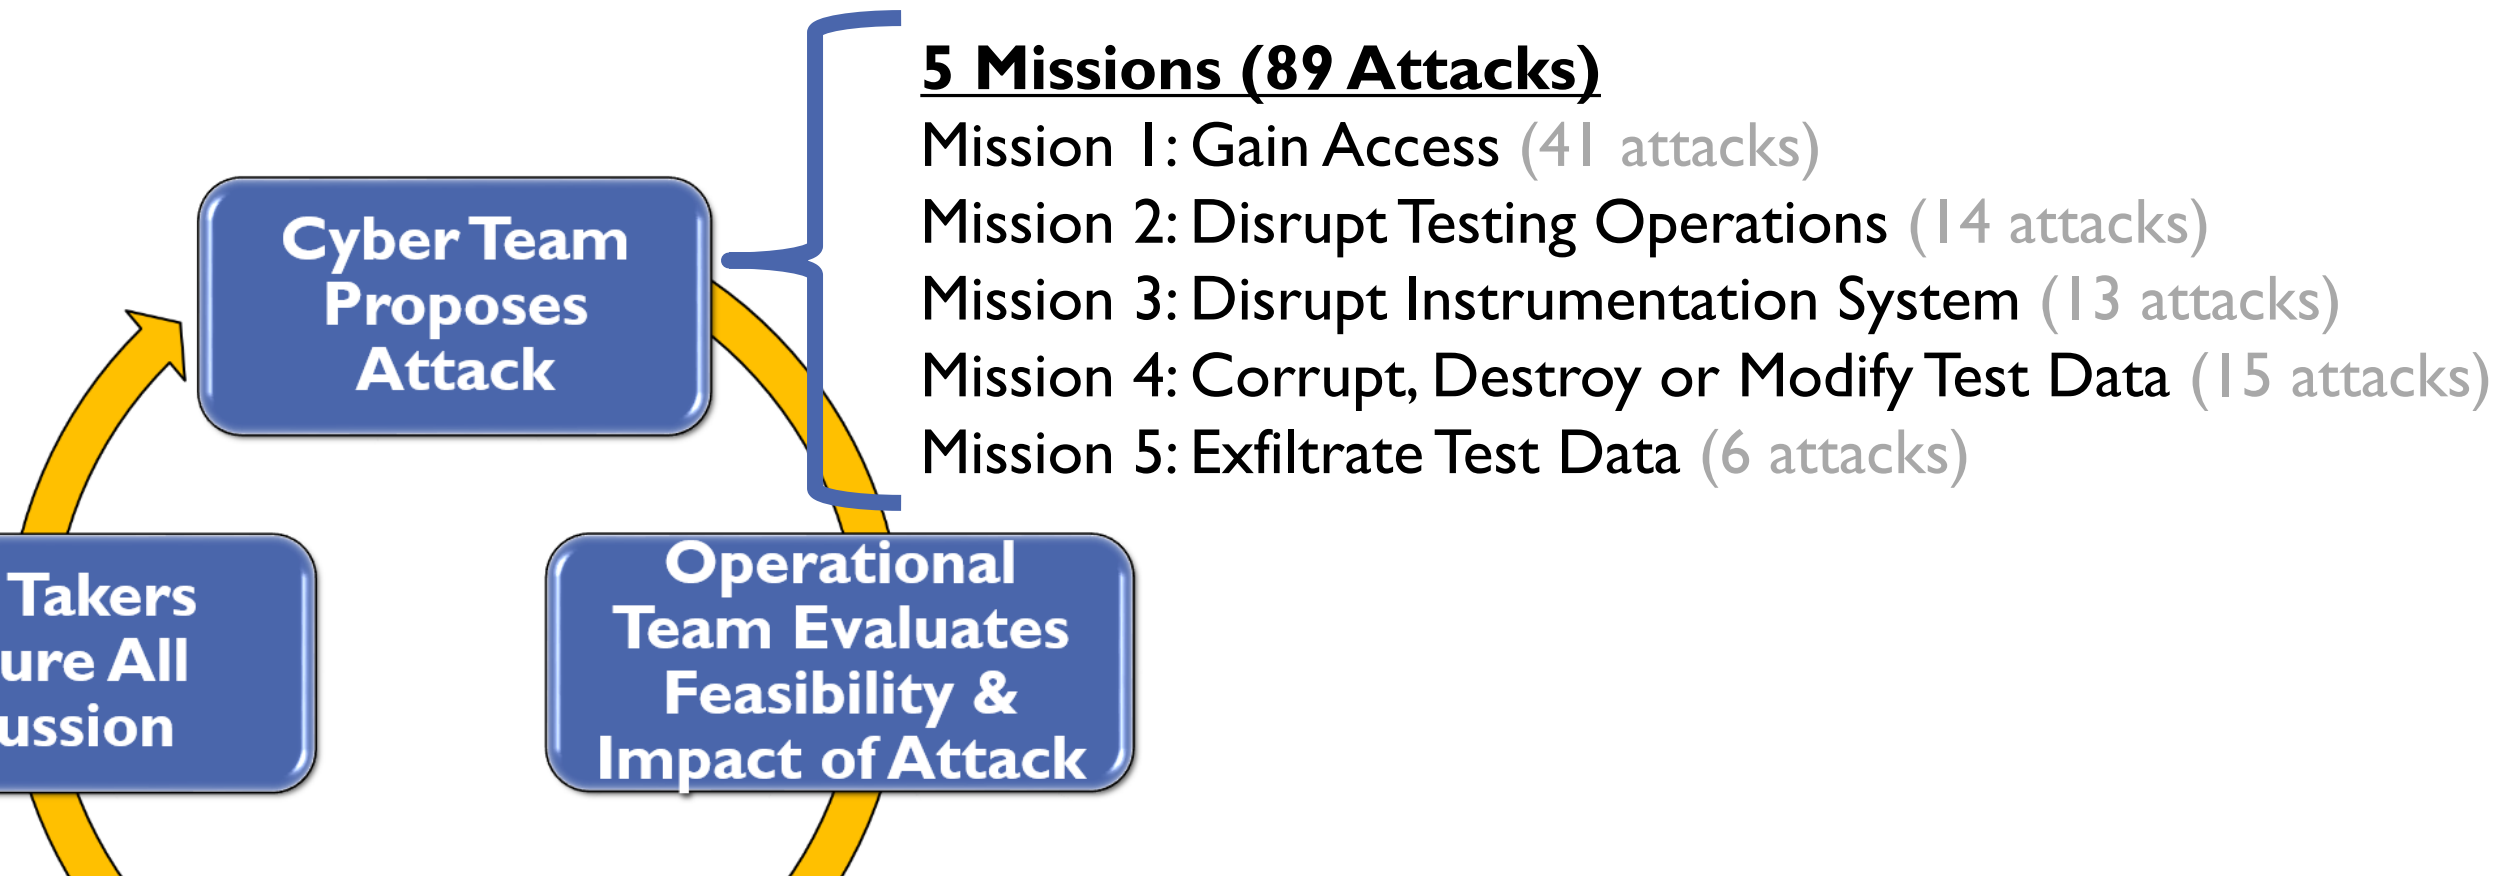 5 Missions (89 Attacks)
Mission 1: Gain Access (41 attacks)
Mission 2: Disrupt Testing Operations (14 attacks)
Mission 3: Disrupt Instrumentation System (13 attacks)
Mission 4: Corrupt, Destroy or Modify Test Data (15 attacks)
Mission 5: Exfiltrate Test Data (6 attacks)
Cyber Team
Proposes
Attack
Operational
Team Evaluates
Feasibility &
Impact of Attack
Takers
ure All
ussion